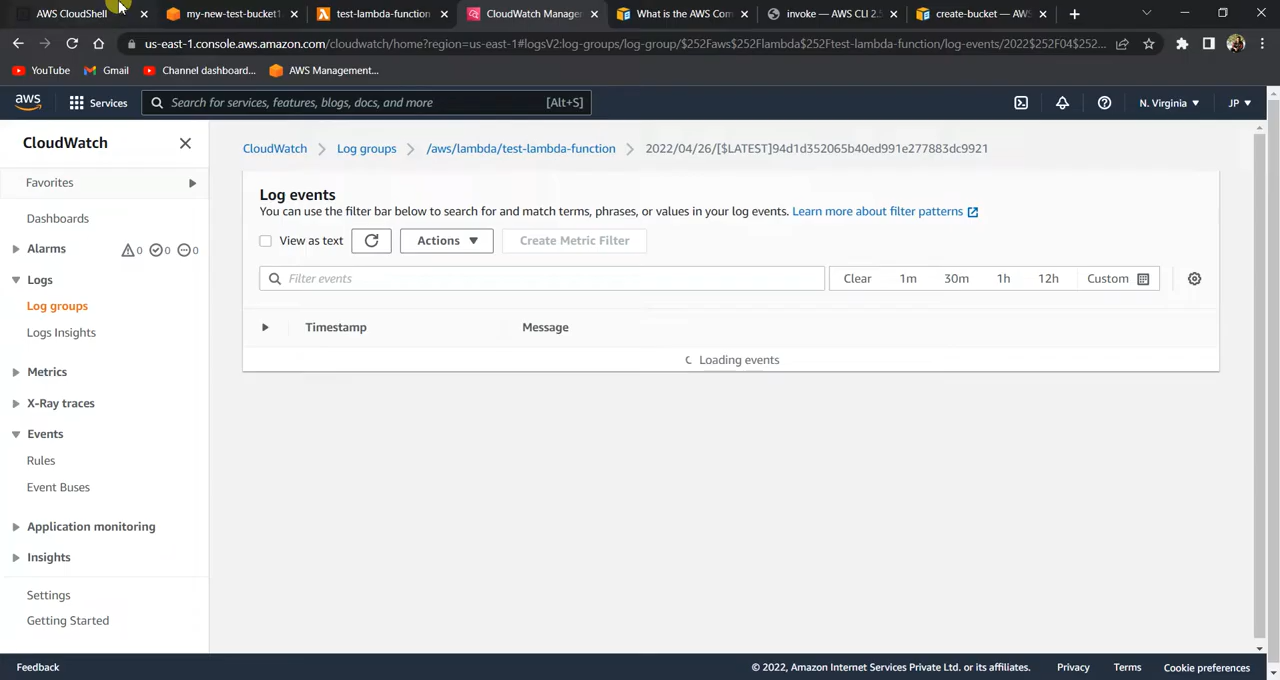 AWS CloudShell
my-new-test-bucket1
test-lambda-function
CloudWatch Manage
What is the AWS Com
invoke — AWS CLI 2.5
create-bucket — AWS
us-east-1.console.aws.amazon.com/cloudwatch/home?region=us-east-1#logsV2:log-groups/log-group/$252Faws$252Flambda$252Ftest-lambda-function/log-events/2022$252F04$252...
YouTube
Gmail
Channel dashboard...
AWS Management...
aws
Services
Search for services, features, blogs, docs, and more
[Alt+S]
N. Virginia
JP
CloudWatch
Favorites
Dashboards
Alarms
0
0
0
Logs
Log groups
Logs Insights
Metrics
X-Ray traces
Events
Rules
Event Buses
Application monitoring
Insights
Settings
Getting Started
CloudWatch
Log groups
/aws/lambda/test-lambda-function
2022/04/26/[$LATEST]94d1d352065b40ed991e277883dc9921
Log events
You can use the filter bar below to search for and match terms, phrases, or values in your log events. Learn more about filter patterns
View as text
Actions
Create Metric Filter
Filter events
Clear
1m
30m
1h
12h
Custom
Timestamp
Message
Loading events
Feedback
© 2022, Amazon Internet Services Private Ltd. or its affiliates.
Privacy
Terms
Cookie preferences